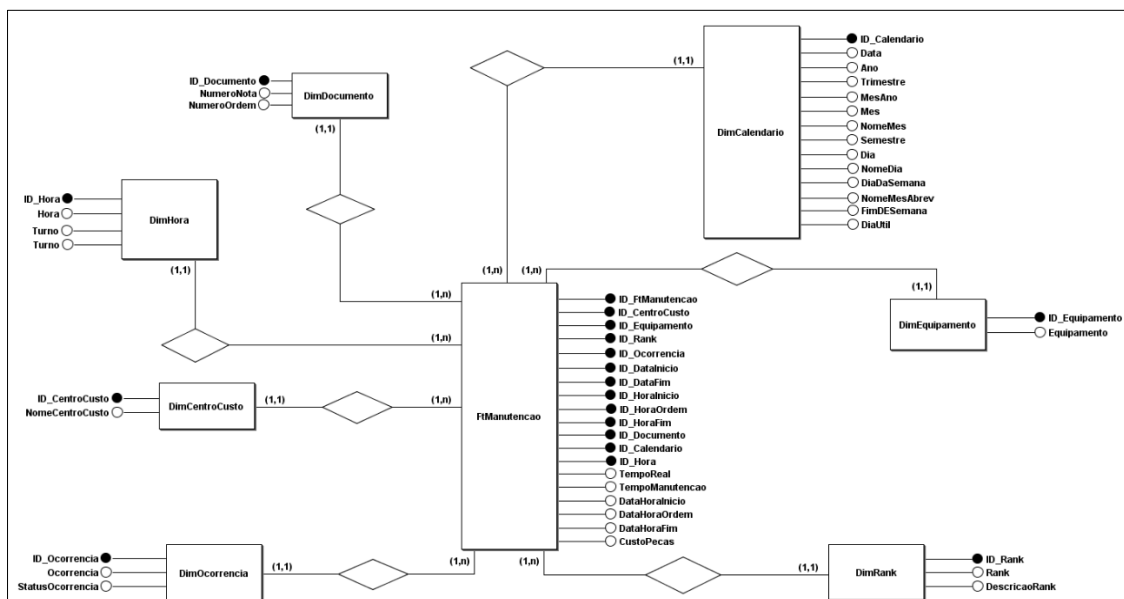 ID_Documento
NumeroNota
NumeroOrdem
DimDocumento
(1,1)
(1,1)
DimCalendario
ID_Calendario
Data
Ano
Trimestre
MesAno
Mes
NomeMes
Semestre
Dia
NomeDia
DiaDaSemana
NomeMesAbrev
FimDESemana
DiaUtil
ID_Hora
Hora
Turno
Turno
DimHora
(1,1)
(1,n)
(1,n)
(1,n)
(1,n)
(1,1)
DimEquipamento
ID_Equipamento
Equipamento
ID_CentroCusto
NomeCentroCusto
DimCentroCusto
(1,1)
(1,n)
FtManutencao
ID_FtManutencao
ID_CentroCusto
ID_Equipamento
ID_Rank
ID_Ocorrencia
ID_DataInicio
ID_DataFim
ID_HoraInicio
ID_HoraOrdem
ID_HoraFim
ID_Documento
ID_Calendario
ID_Hora
TempoReal
TempoManutencao
DataHoraInicio
DataHoraOrdem
DataHoraFim
CustoPecas
ID_Ocorrencia
Ocorrencia
StatusOcorrencia
DimOcorrencia
(1,1)
(1,n)
(1,n)
(1,1)
DimRank
ID_Rank
Rank
DescricaoRank